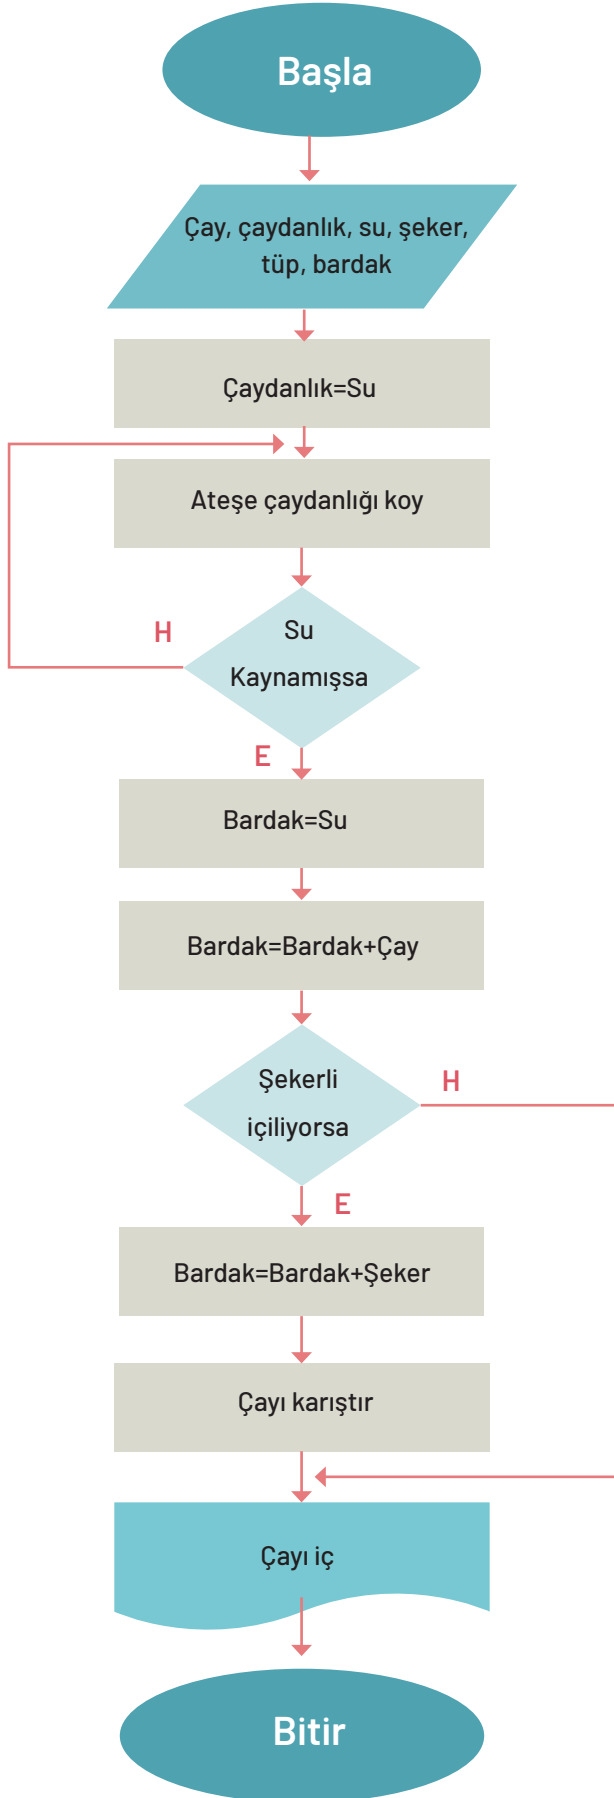 Başla
Çay, çaydanlık, su, şeker,
tüp, bardak
Çaydanlık=Su
Ateşe çaydanlığı koy
H
Su
Kaynamışsa
E
Bardak=Su
Bardak=Bardak+Çay
Şekerli
içiliyorsa
H
E
Bardak=Bardak+Şeker
Çayı karıştır
Çayı iç
Bitir